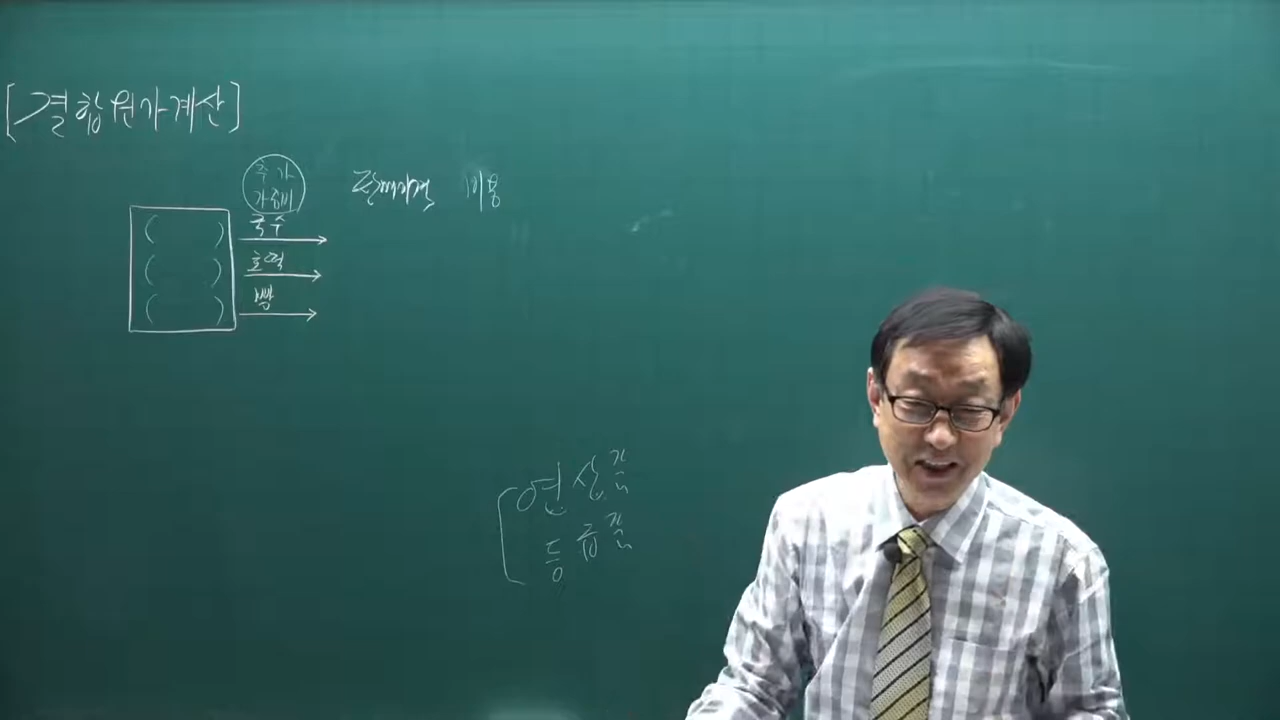 [결합원가계산]
추가
가공비
판매가격 비용
국수
호떡
빵
연산품
등급품